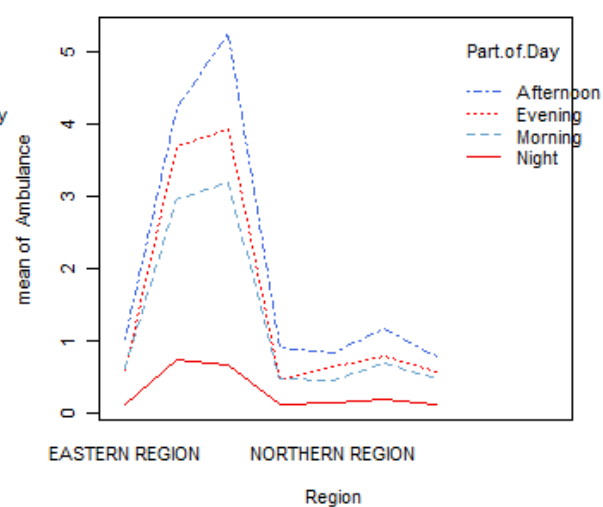 Part.of.Day
Afternoon
Evening
Morning
Night
y
mean of Ambulance
5
4
3
2
1
0
EASTERN REGION
NORTHERN REGION
Region